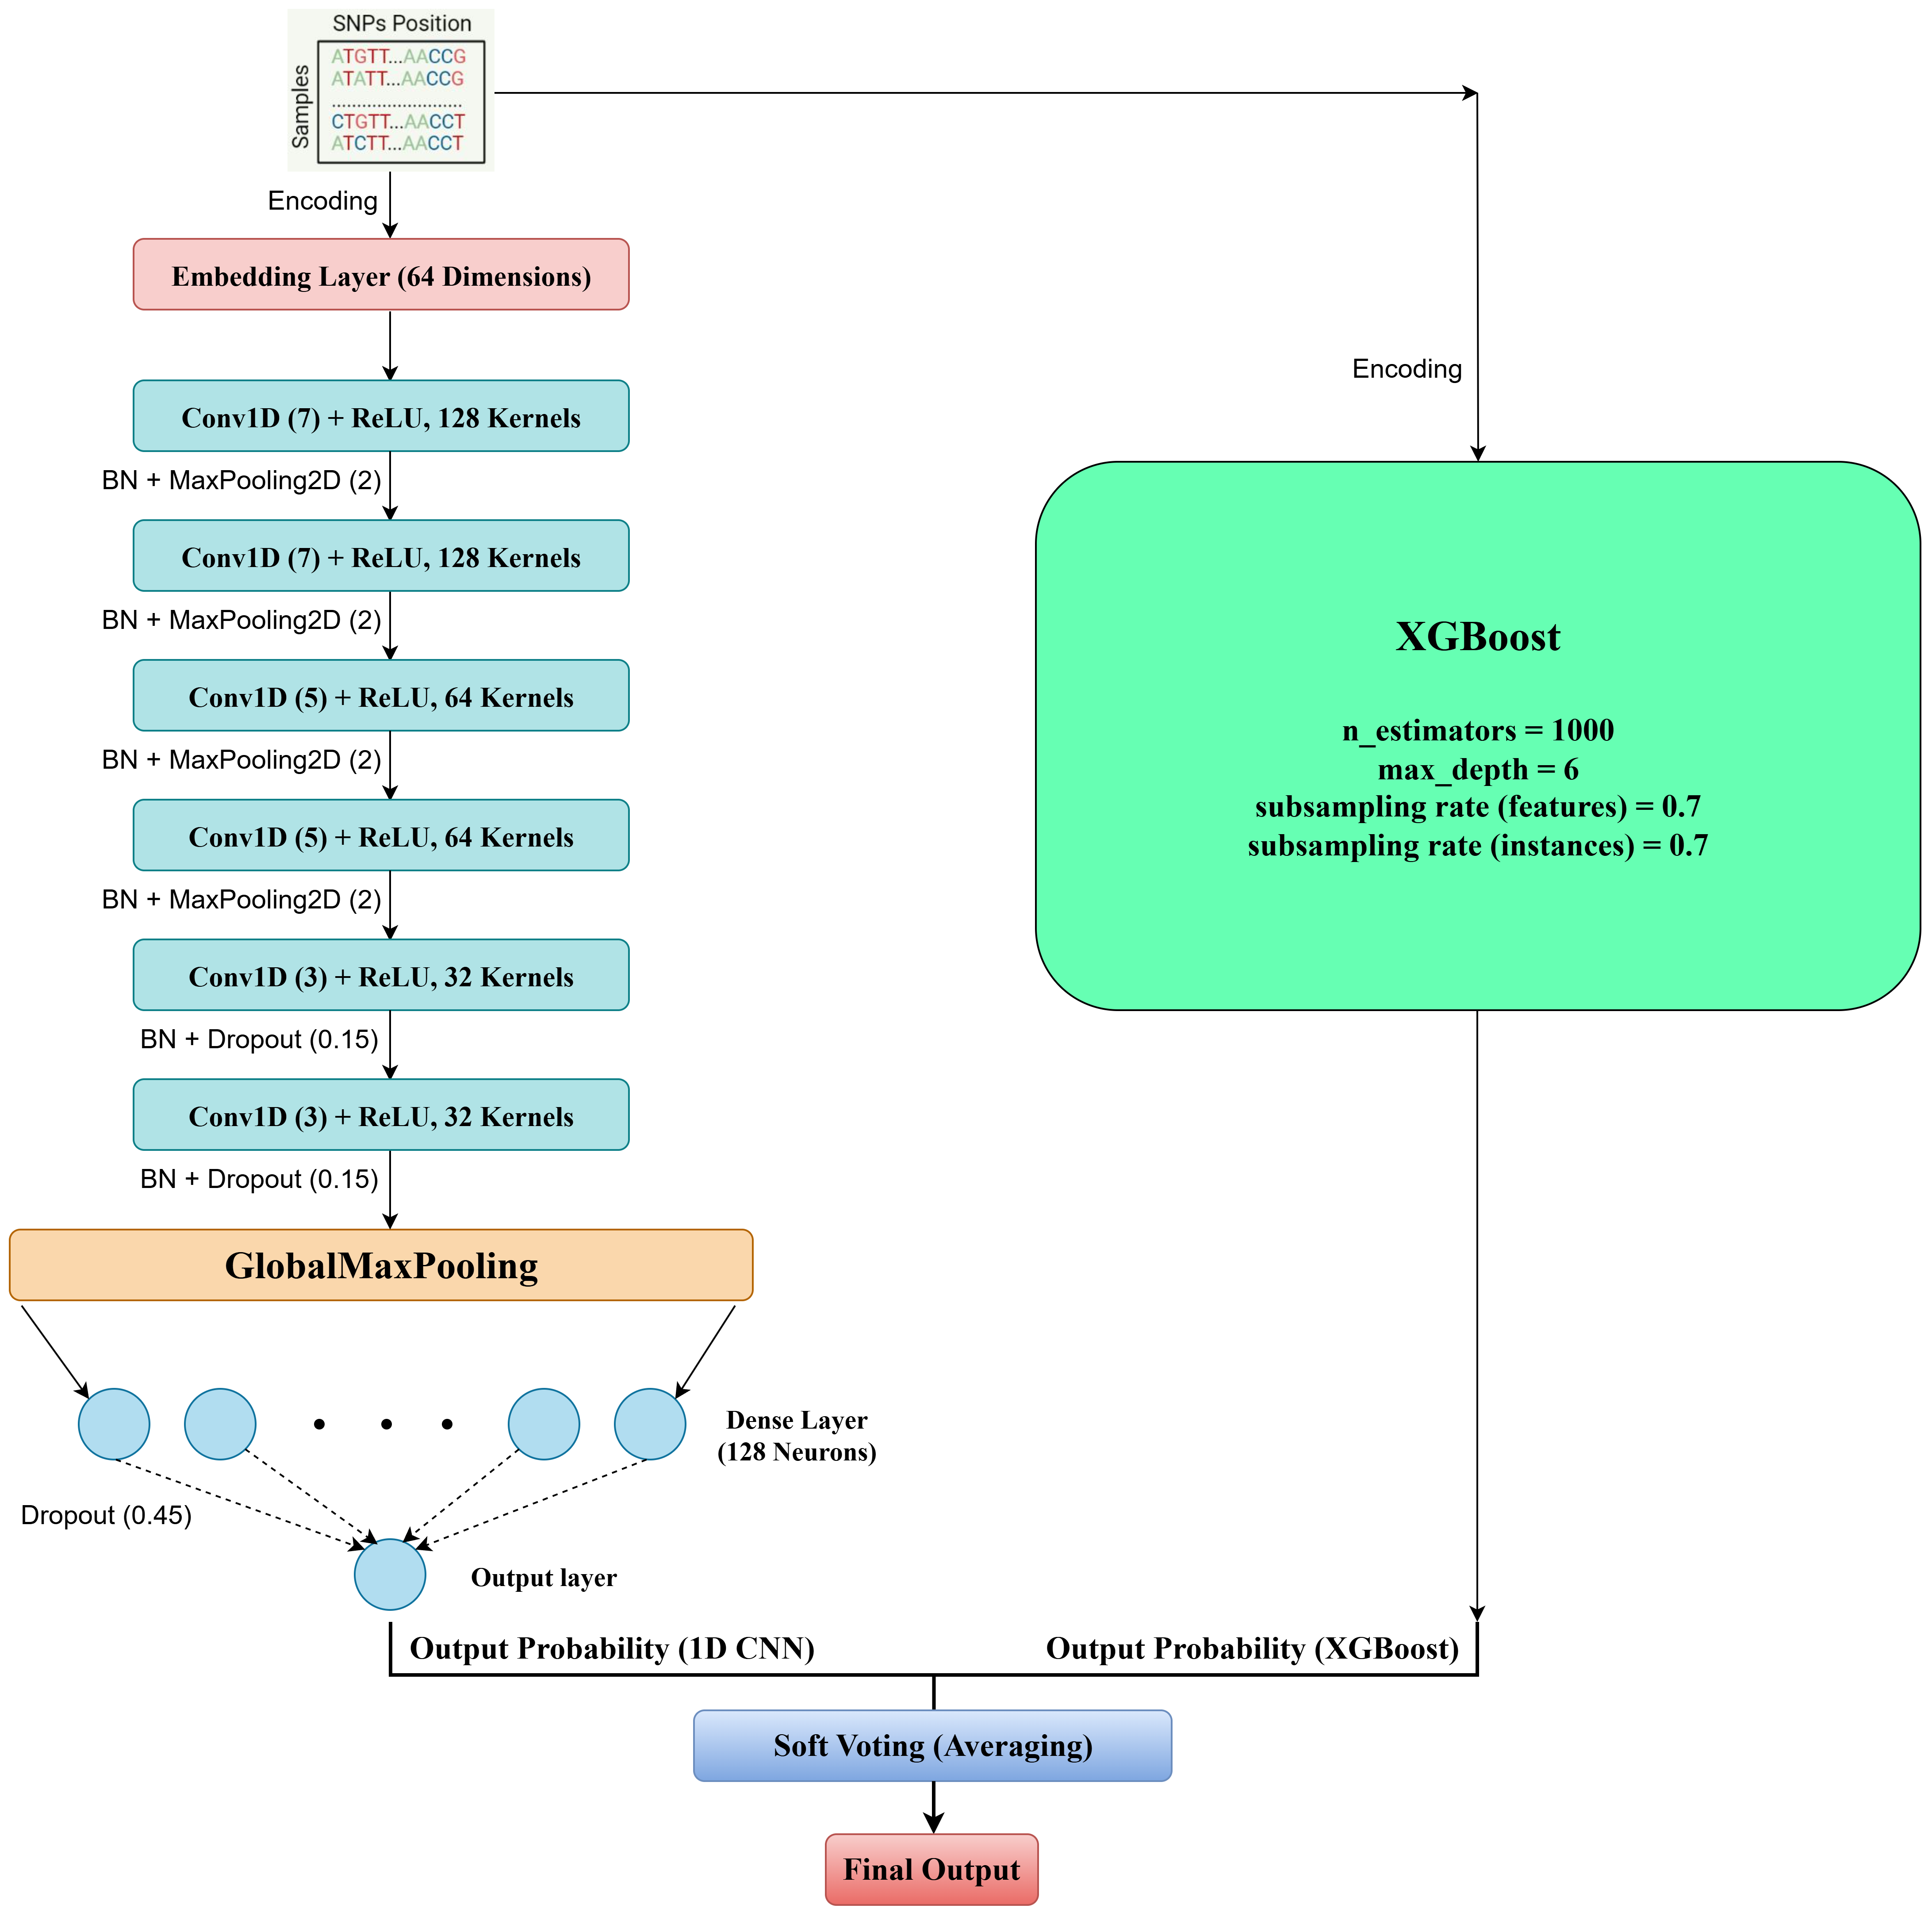 SNPs Position
Samples
ATGTT...AACCG
ATATT...AACCG
..........................
CTGTT...AACCT
ATCTT...AACCT
Encoding
Embedding Layer (64 Dimensions)
Conv1D (7) + ReLU, 128 Kernels
BN + MaxPooling2D (2)
Conv1D (7) + ReLU, 128 Kernels
BN + MaxPooling2D (2)
Conv1D (5) + ReLU, 64 Kernels
BN + MaxPooling2D (2)
Conv1D (5) + ReLU, 64 Kernels
BN + MaxPooling2D (2)
Conv1D (3) + ReLU, 32 Kernels
BN + Dropout (0.15)
Conv1D (3) + ReLU, 32 Kernels
BN + Dropout (0.15)
GlobalMaxPooling
Dense Layer
(128 Neurons)
Dropout (0.45)
Output layer
Output Probability (1D CNN)
Encoding
XGBoost
n_estimators = 1000
max_depth = 6
subsampling rate (features) = 0.7
subsampling rate (instances) = 0.7
Output Probability (XGBoost)
Soft Voting (Averaging)
Final Output